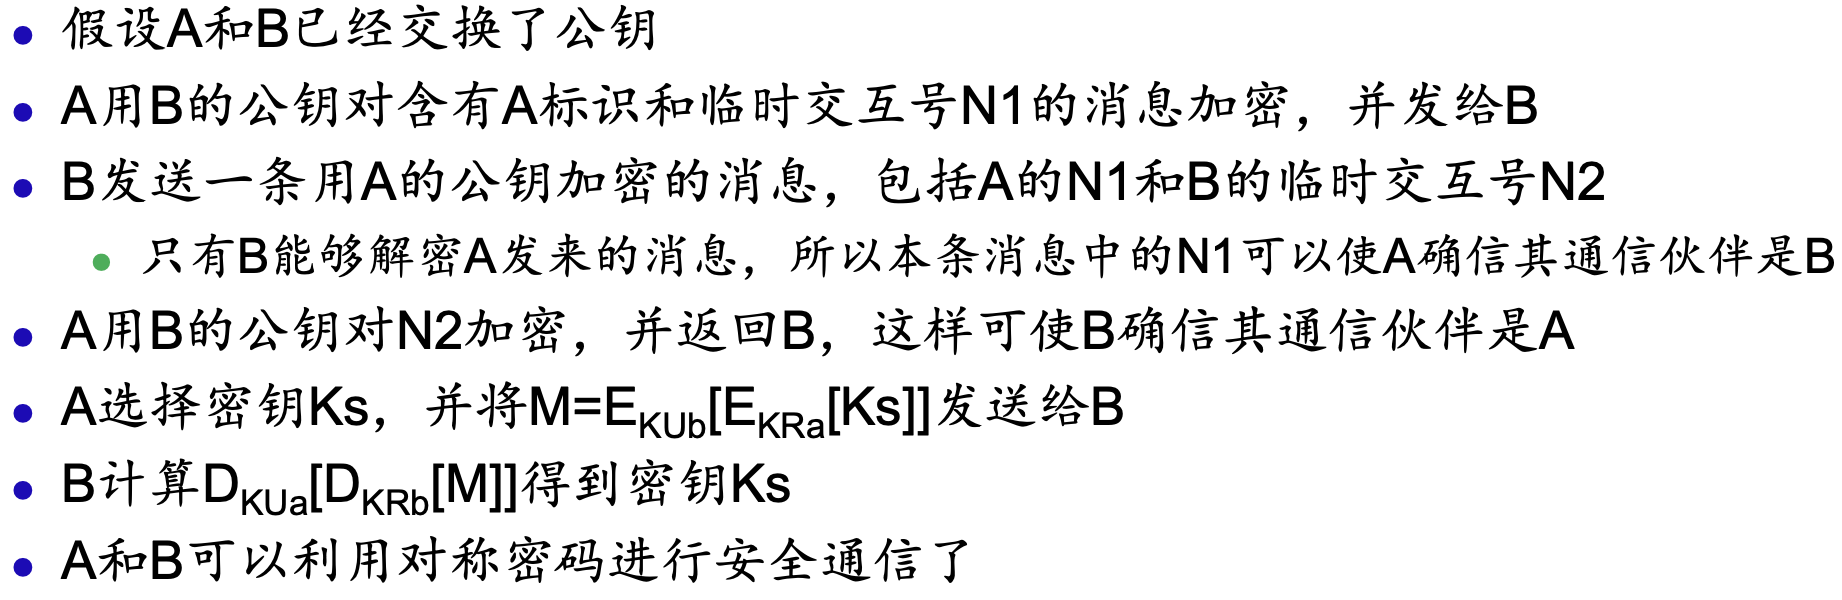 假设A和B已经交换了公钥
A用B的公钥对含有A标识和临时交互号N1的消息加密，并发给B
B发送一条用A的公钥加密的消息，包括A的N1和B的临时交互号N2
只有B能够解密A发来的消息，所以本条消息中的N1可以使A确信其通信伙伴是B
A用B的公钥对N2加密，并返回B，这样可使B确信其通信伙伴是A
A选择密钥Ks，并将M=E_KUb[E_KRa[Ks]]发送给B
B计算D_KUa[D_KRb[M]]得到密钥Ks
A和B可以利用对称密码进行安全通信了